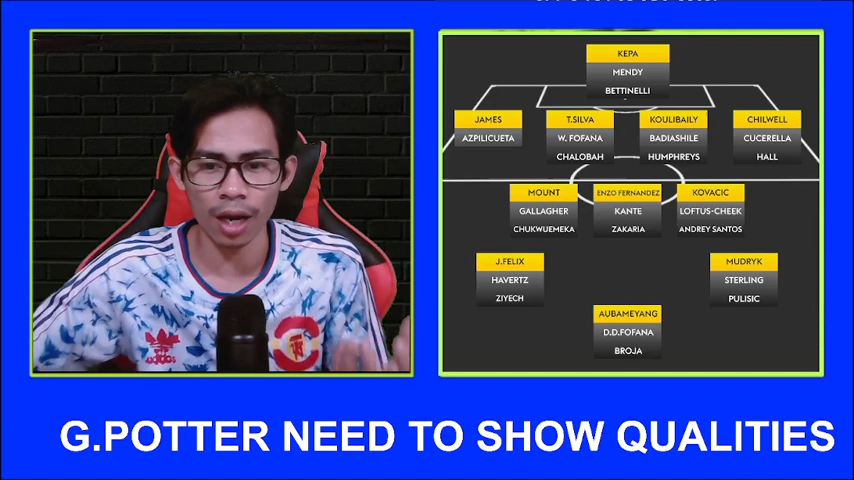 KEPA
MENDY
BETTINELLI
JAMES
AZPILICUETA
T.SILVA
W. FOFANA
CHALOBAH
KOULIBAILY
BADIASHILE
HUMPHREYS
CHILWELL
CUCERELLA
HALL
MOUNT
GALLAGHER
CHUKWUEMEKA
ENZO FERNANDEZ
KANTE
ZAKARIA
KOVACIC
LOFTUS-CHEEK
ANDREY SANTOS
J.FELIX
HAVERTZ
ZIYECH
MUDRYK
STERLING
PULISIC
AUBAMEYANG
D.D.FOFANA
BROJA
adidas
G.POTTER NEED TO SHOW QUALITIES